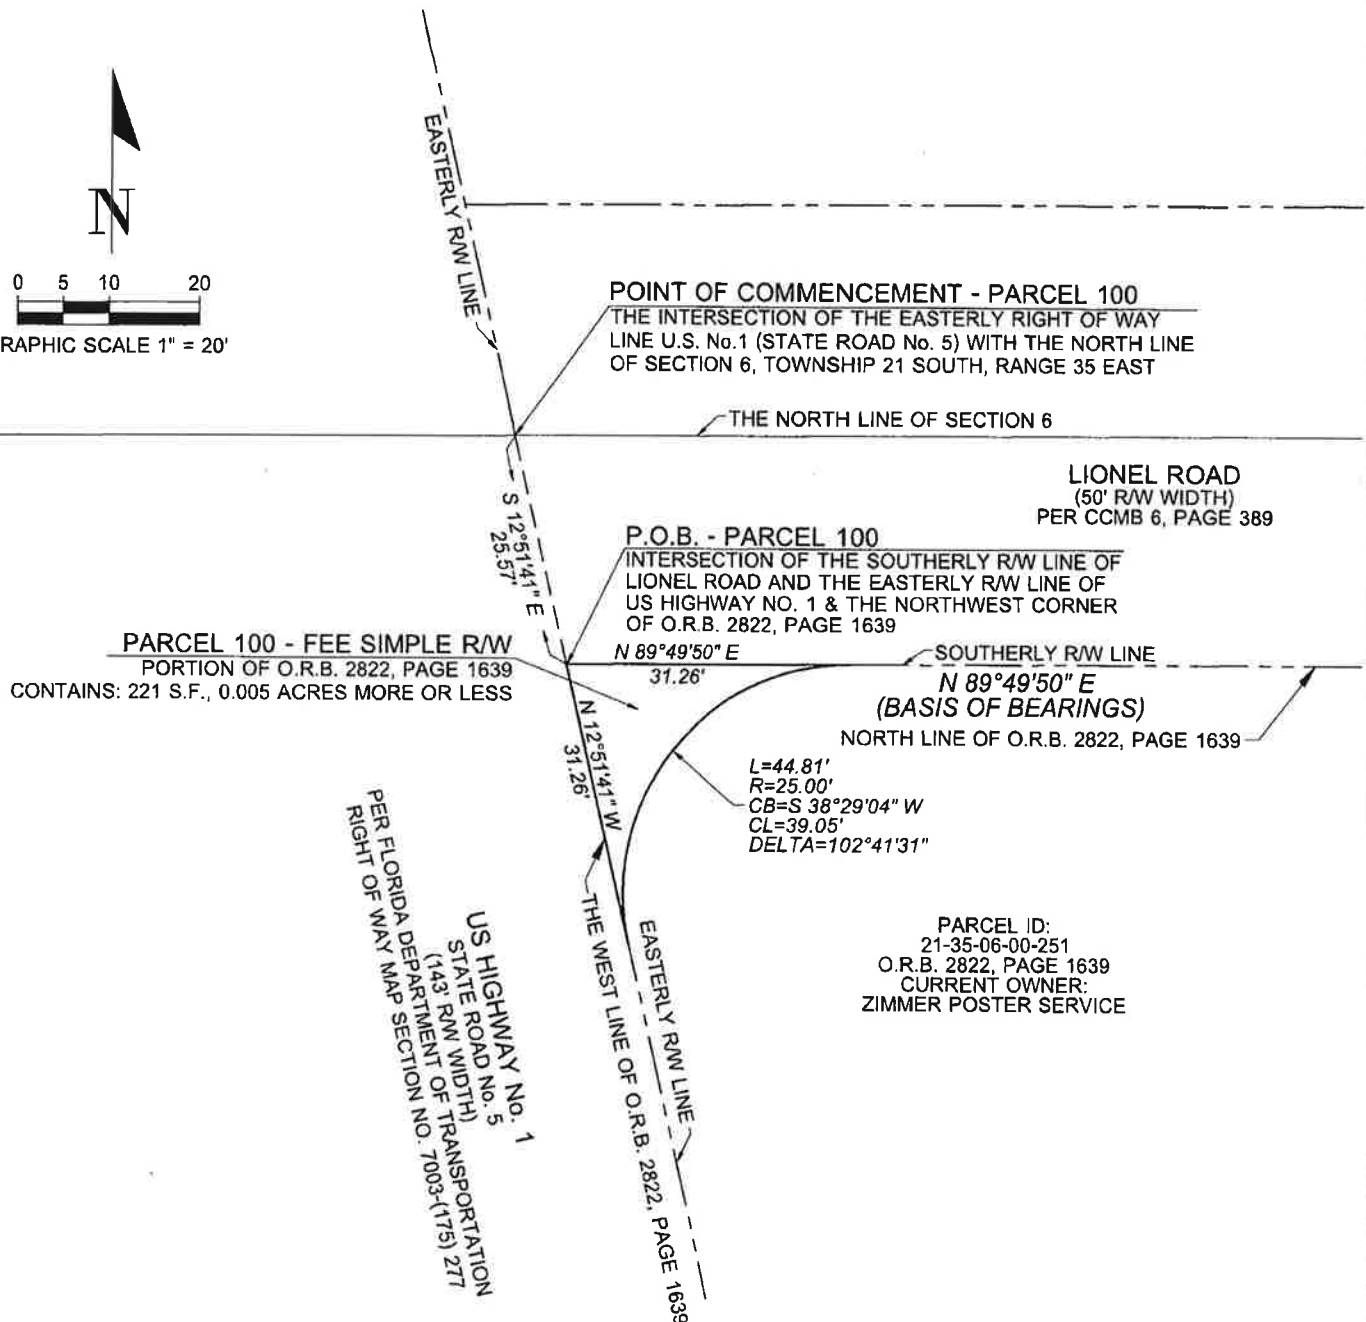 EASTERLY R/W LINE
N
0 5 10 20
RAPHIC SCALE 1" = 20'
POINT OF COMMENCEMENT - PARCEL 100
THE INTERSECTION OF THE EASTERLY RIGHT OF WAY
LINE U.S. No.1 (STATE ROAD No. 5) WITH THE NORTH LINE
OF SECTION 6, TOWNSHIP 21 SOUTH, RANGE 35 EAST
THE NORTH LINE OF SECTION 6
LIONEL ROAD
(50' R/W WIDTH)
PER CCMB 6, PAGE 389
S 12°51'41" E
25.57'
P.O.B. - PARCEL 100
INTERSECTION OF THE SOUTHERLY R/W LINE OF
LIONEL ROAD AND THE EASTERLY R/W LINE OF
US HIGHWAY NO. 1 & THE NORTHWEST CORNER
OF O.R.B. 2822, PAGE 1639
PARCEL 100 - FEE SIMPLE R/W
PORTION OF O.R.B. 2822, PAGE 1639
CONTAINS: 221 S.F., 0.005 ACRES MORE OR LESS
N 89°49'50" E
31.26'
SOUTHERLY R/W LINE
N 89°49'50" E
(BASIS OF BEARINGS)
NORTH LINE OF O.R.B. 2822, PAGE 1639
N 12°51'41" W
31.26'
L=44.81'
R=25.00'
CB=S 38°29'04" W
CL=39.05'
DELTA=102°41'31"
THE WEST LINE OF O.R.B. 2822, PAGE 1639
EASTERLY R/W LINE
US HIGHWAY No. 1
STATE ROAD No. 5
(143' R/W WIDTH)
PER FLORIDA DEPARTMENT OF TRANSPORTATION
RIGHT OF WAY MAP SECTION NO. 7003-(175) 277
PARCEL ID:
21-35-06-00-251
O.R.B. 2822, PAGE 1639
CURRENT OWNER:
ZIMMER POSTER SERVICE